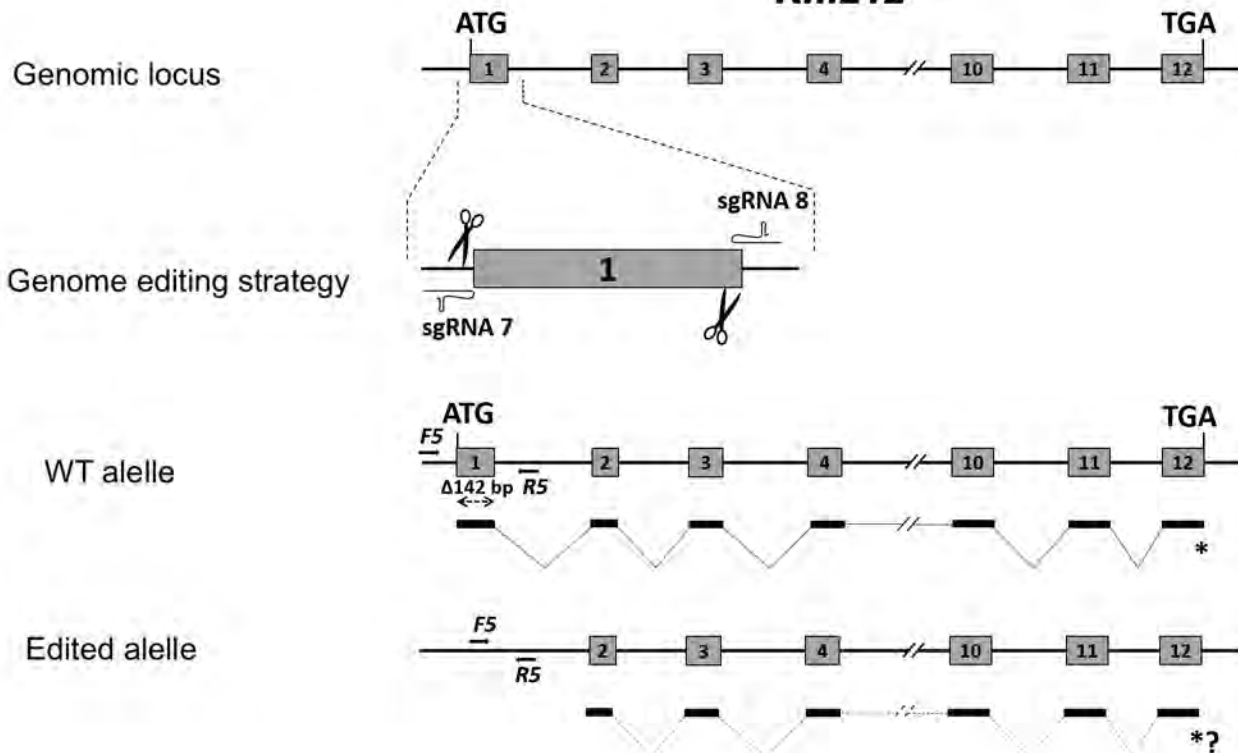 ATG TGA
Genomic locus 1 2 3 4 10 11 12
sgRNA 8
Genome editing strategy 1
sgRNA 7
ATG TGA
F5
WT alelle 1 2 3 4 10 11 12
Δ142 bp R5
*
F5
Edited alelle 2 3 4 10 11 12
R5
*?